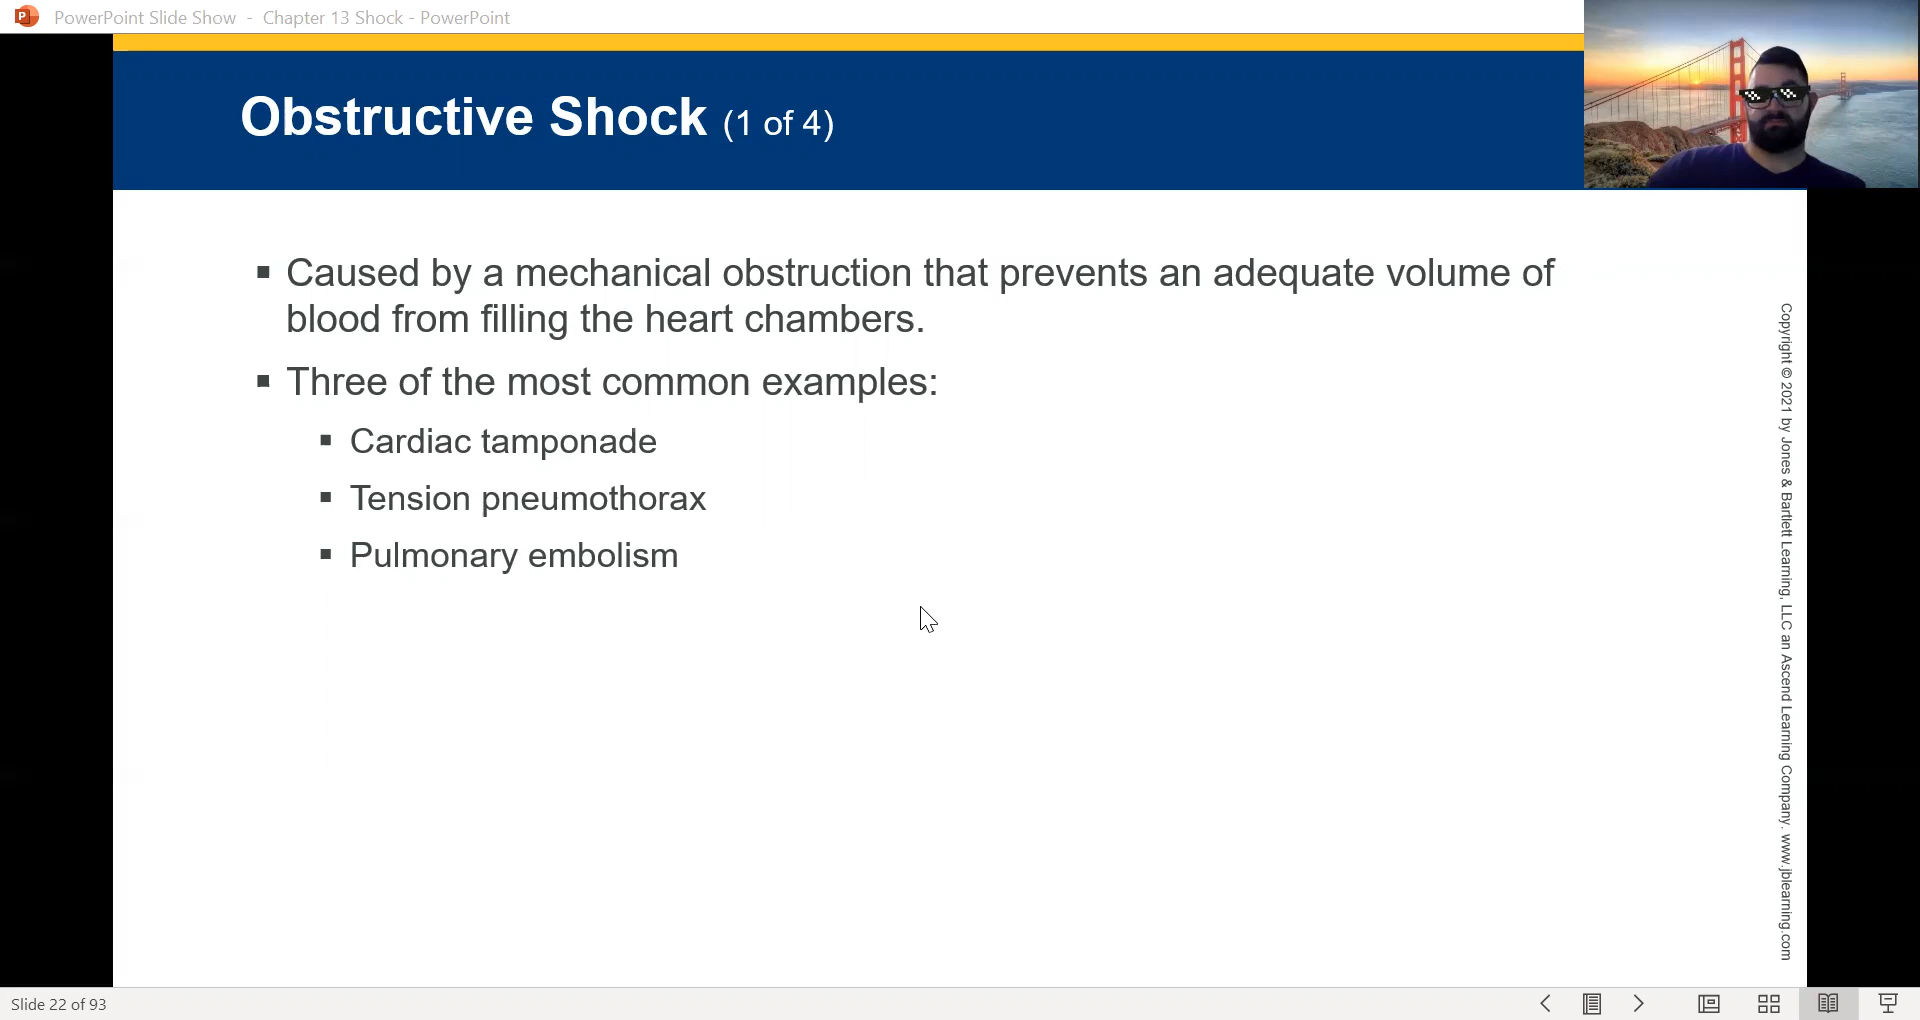 PowerPoint Slide Show - Chapter 13 Shock - PowerPoint
Obstructive Shock (1 of 4)
▪ Caused by a mechanical obstruction that prevents an adequate volume of
blood from filling the heart chambers.
▪ Three of the most common examples:
▪ Cardiac tamponade
▪ Tension pneumothorax
▪ Pulmonary embolism
Copyright © 2021 by Jones & Bartlett Learning, LLC an Ascend Learning Company. www.jblearning.com
Slide 22 of 93